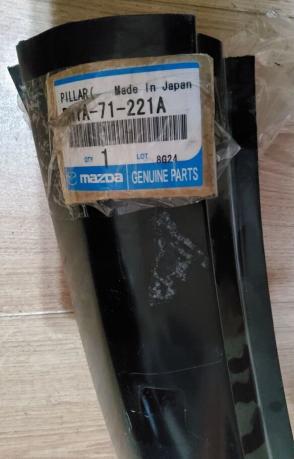 PILLAR( Made In Japan
-71-221A
QTY 1 LOT 8G24
mazda GENUINE PARTS